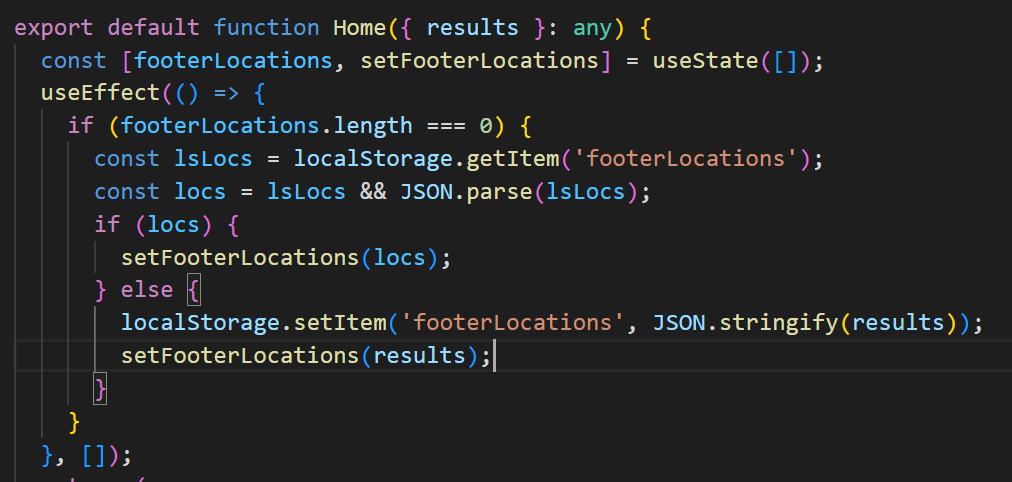 export default function Home({ results }: any) {
const [footerLocations, setFooterLocations] = useState([]);
useEffect(() => {
if (footerLocations.length === 0) {
const lsLocs = localStorage.getItem('footerLocations');
const locs = lsLocs && JSON.parse(lsLocs);
if (locs) {
setFooterLocations(locs);
} else {
localStorage.setItem('footerLocations', JSON.stringify(results));
setFooterLocations(results);
}
}
}, []);